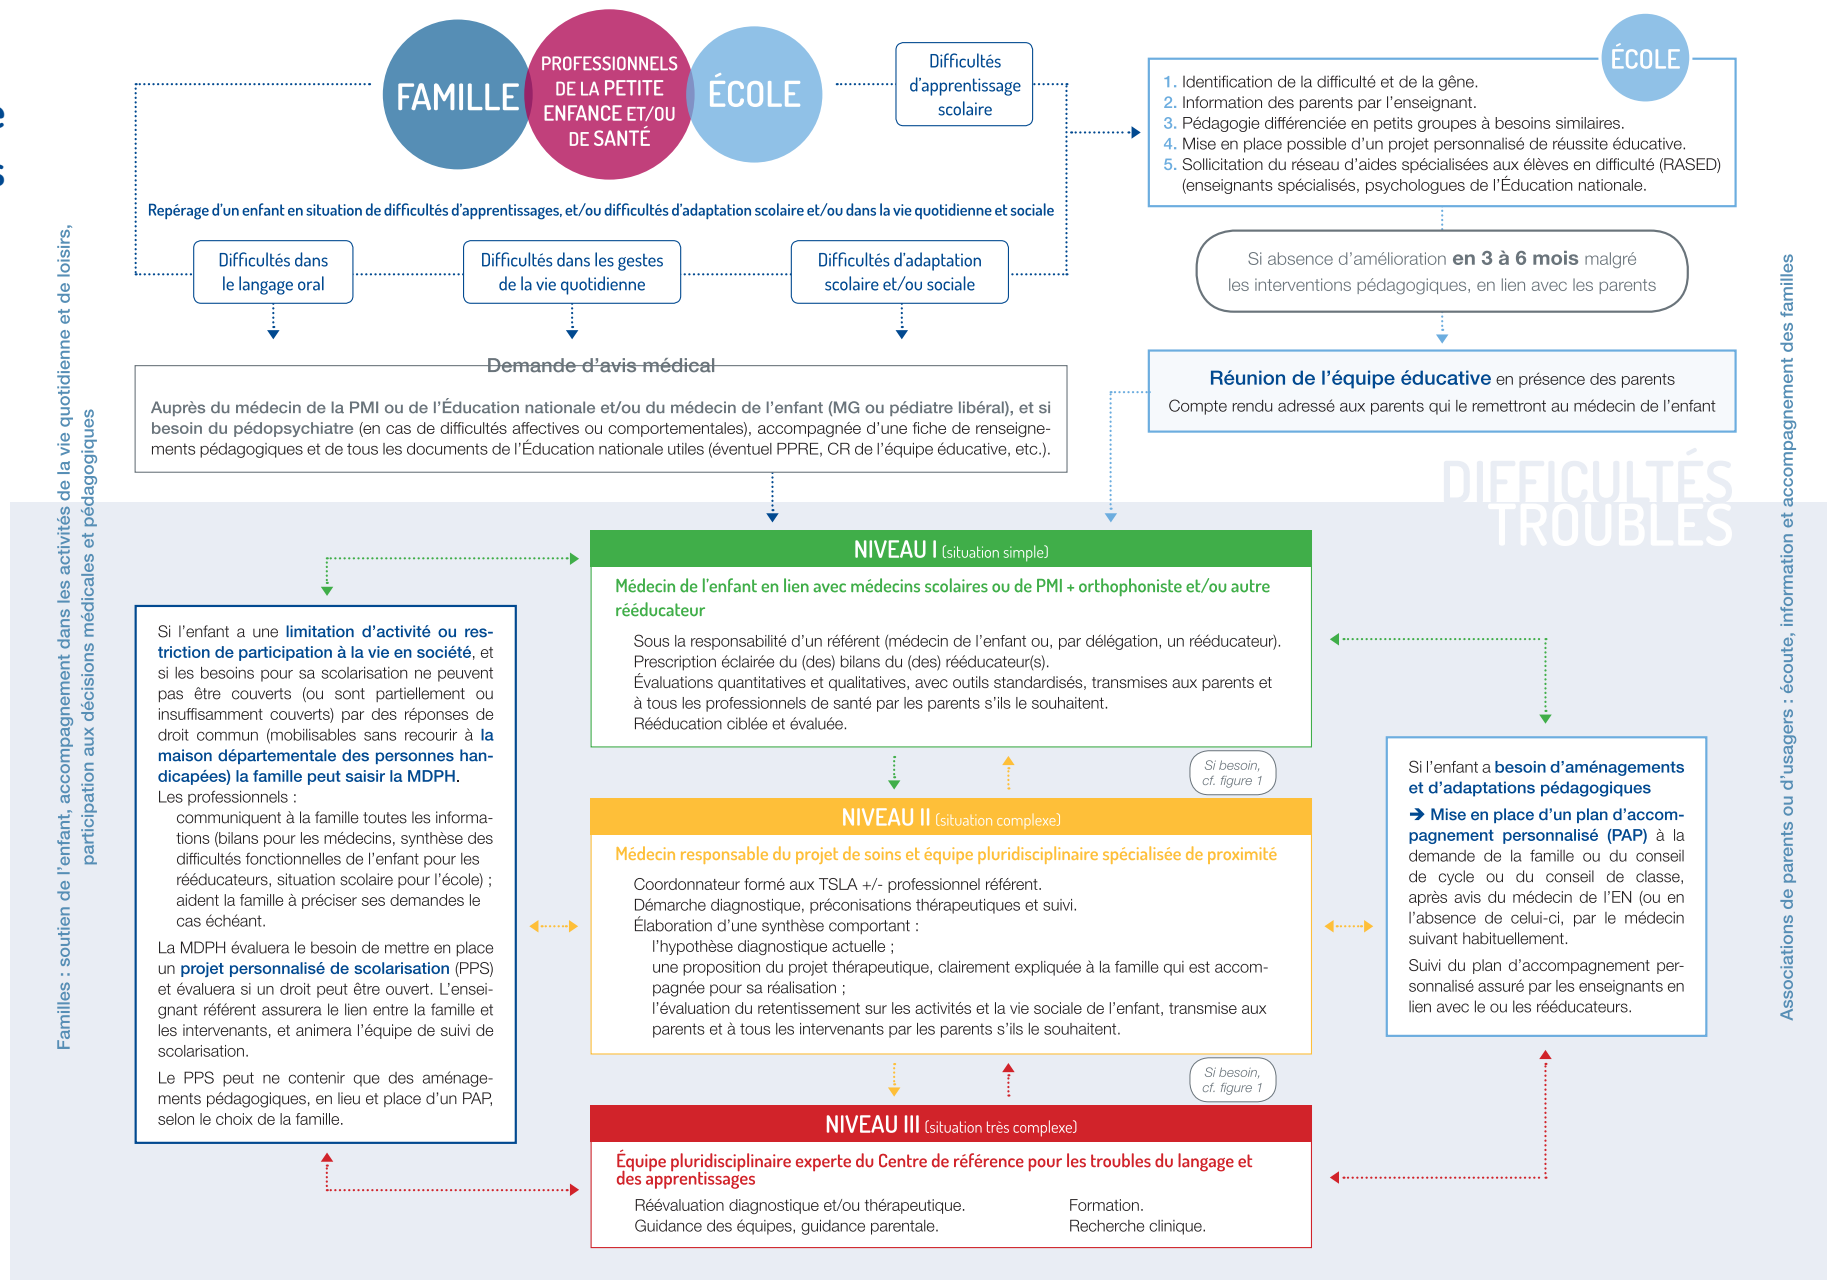 FAMILLE
PROFESSIONNELS
DE LA PETITE
ENFANCE ET/OU
DE SANTÉ
ÉCOLE
Difficultés
d'apprentissage
scolaire
Repérage d'un enfant en situation de difficultés d'apprentissages, et/ou difficultés d'adaptation scolaire et/ou dans la vie quotidienne et sociale
Difficultés dans
le langage oral
Difficultés dans les gestes
de la vie quotidienne
Difficultés d'adaptation
scolaire et/ou sociale
Demande d'avis médical
Auprès du médecin de la PMI ou de l'Éducation nationale et/ou du médecin de l'enfant (MG ou pédiatre libéral), et si
besoin du pédopsychiatre (en cas de difficultés affectives ou comportementales), accompagnée d'une fiche de renseigne-
ments pédagogiques et de tous les documents de l'Éducation nationale utiles (éventuel PPRE, CR de l'équipe éducative, etc.).
ÉCOLE
1. Identification de la difficulté et de la gêne.
2. Information des parents par l'enseignant.
3. Pédagogie différenciée en petits groupes à besoins similaires.
4. Mise en place possible d'un projet personnalisé de réussite éducative.
5. Sollicitation du réseau d'aides spécialisées aux élèves en difficulté (RASED)
(enseignants spécialisés, psychologues de l'Éducation nationale.
Si absence d'amélioration en 3 à 6 mois malgré
les interventions pédagogiques, en lien avec les parents
Réunion de l'équipe éducative en présence des parents
Compte rendu adressé aux parents qui le remettront au médecin de l'enfant
DIFFICULTÉS
TROUBLES
Familles : soutien de l'enfant, accompagnement dans les activités de la vie quotidienne et de loisirs,
participation aux décisions médicales et pédagogiques
Si l'enfant a une limitation d'activité ou res-
triction de participation à la vie en société, et
si les besoins pour sa scolarisation ne peuvent
pas être couverts (ou sont partiellement ou
insuffisamment couverts) par des réponses de
droit commun (mobilisables sans recourir à la
maison départementale des personnes han-
dicapées) la famille peut saisir la MDPH.
Les professionnels :
communiquent à la famille toutes les informa-
tions (bilans pour les médecins, synthèse des
difficultés fonctionnelles de l'enfant pour les
rééducateurs, situation scolaire pour l'école) ;
aident la famille à préciser ses demandes le
cas échéant.
La MDPH évaluera le besoin de mettre en place
un projet personnalisé de scolarisation (PPS)
et évaluera si un droit peut être ouvert. L'ensei-
gnant référent assurera le lien entre la famille et
les intervenants, et animera l'équipe de suivi de
scolarisation.
Le PPS peut ne contenir que des aménage-
ments pédagogiques, en lieu et place d'un PAP,
selon le choix de la famille.
NIVEAU I (situation simple)
Médecin de l'enfant en lien avec médecins scolaires ou de PMI + orthophoniste et/ou autre
rééducateur
Sous la responsabilité d'un référent (médecin de l'enfant ou, par délégation, un rééducateur).
Prescription éclairée du (des) bilans du (des) rééducateur(s).
Évaluations quantitatives et qualitatives, avec outils standardisés, transmises aux parents et
à tous les professionnels de santé par les parents s'ils le souhaitent.
Rééducation ciblée et évaluée.
Si besoin,
cf. figure 1
NIVEAU II (situation complexe)
Médecin responsable du projet de soins et équipe pluridisciplinaire spécialisée de proximité
Coordonnateur formé aux TSLA +/- professionnel référent.
Démarche diagnostique, préconisations thérapeutiques et suivi.
Élaboration d'une synthèse comportant :
l'hypothèse diagnostique actuelle ;
une proposition du projet thérapeutique, clairement expliquée à la famille qui est accom-
pagnée pour sa réalisation ;
l'évaluation du retentissement sur les activités et la vie sociale de l'enfant, transmise aux
parents et à tous les intervenants par les parents s'ils le souhaitent.
Si besoin,
cf. figure 1
NIVEAU III (situation très complexe)
Équipe pluridisciplinaire experte du Centre de référence pour les troubles du langage et
des apprentissages
Réévaluation diagnostique et/ou thérapeutique.
Guidance des équipes, guidance parentale.
Formation.
Recherche clinique.
Si l'enfant a besoin d'aménagements
et d'adaptations pédagogiques
➔ Mise en place d'un plan d'accom-
pagnement personnalisé (PAP) à la
demande de la famille ou du conseil
de cycle ou du conseil de classe,
après avis du médecin de l'EN (ou en
l'absence de celui-ci, par le médecin
suivant habituellement.
Suivi du plan d'accompagnement per-
sonnalisé assuré par les enseignants en
lien avec le ou les rééducateurs.
Associations de parents ou d'usagers : écoute, information et accompagnement des familles